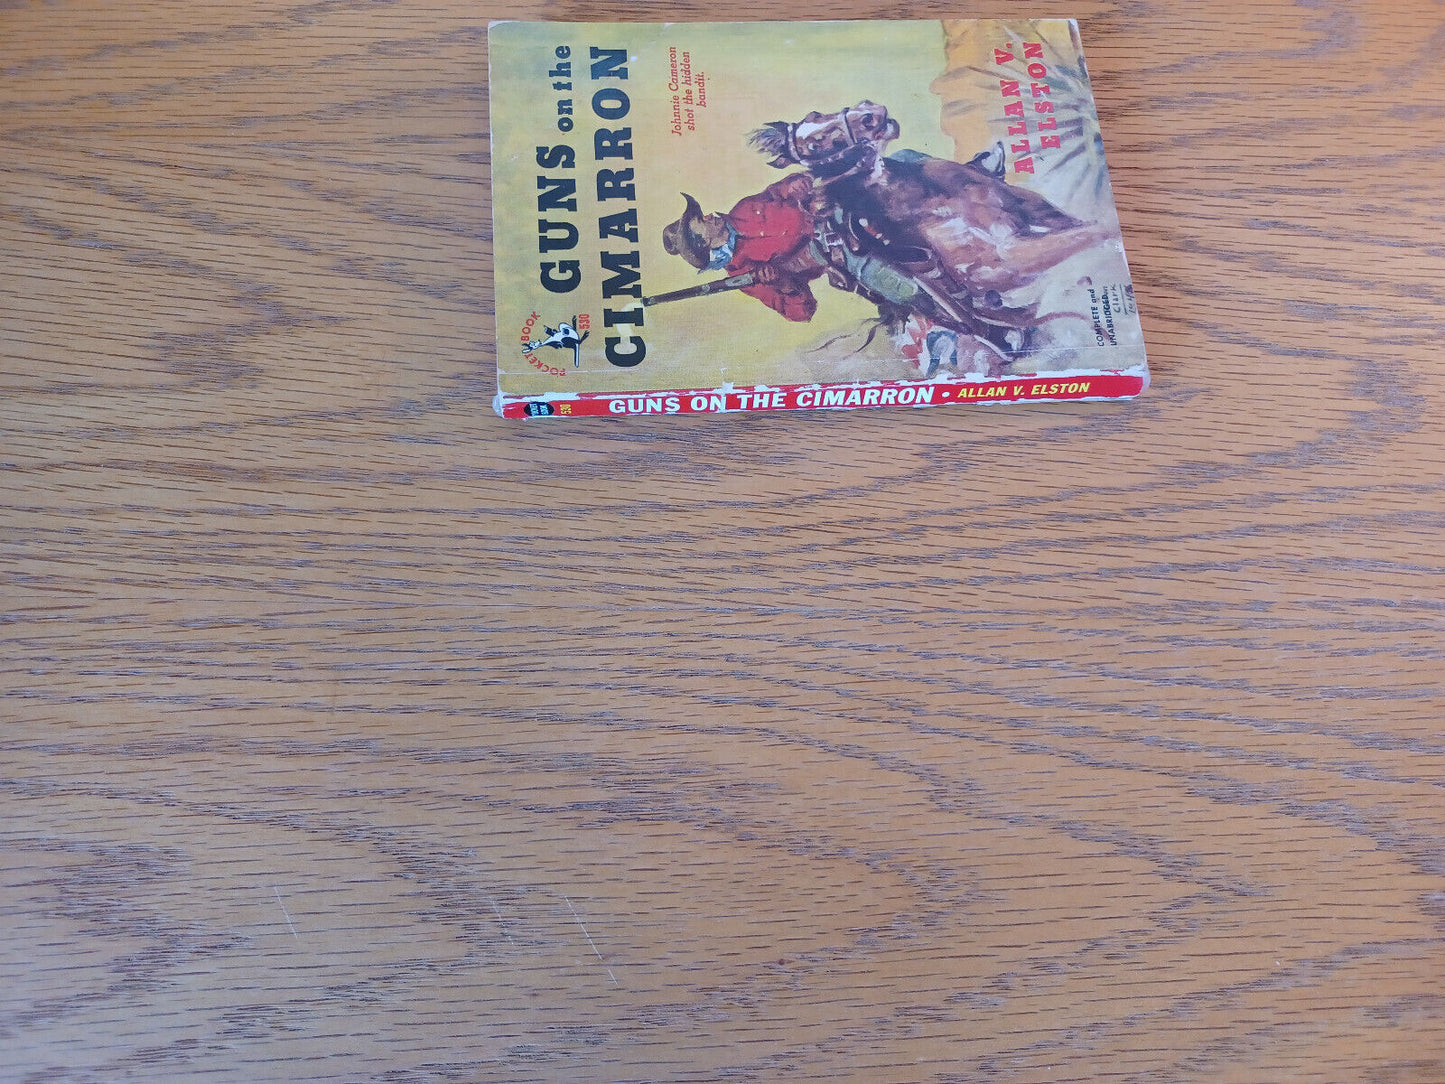 POCKET BOOK
530
GUNS on the
CIMARRON
Johnnie Cameron
shot the hidden
bandit.
ALLAN V.
ELSTON
COMPLETE and
UNABRIDGED
Clark
530
GUNS ON THE CIMARRON • ALLAN V. ELSTON